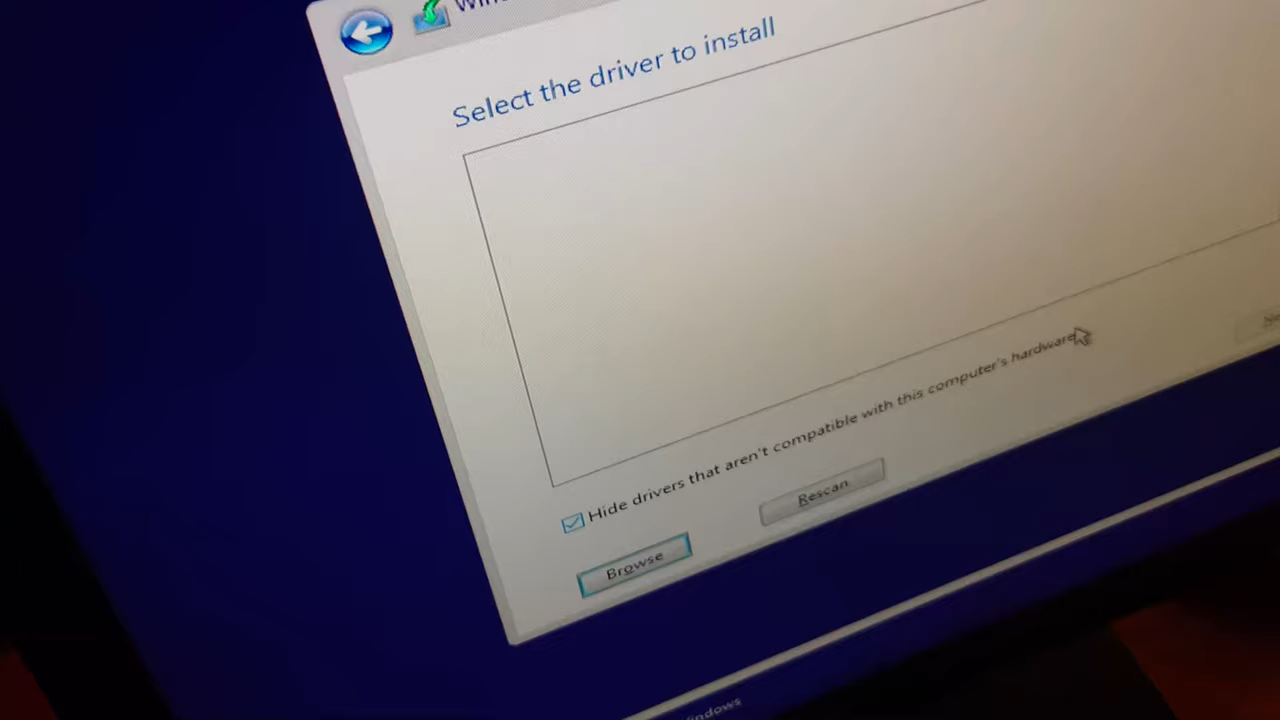 Select the driver to install
Hide drivers that aren't compatible with this computer's hardware.
Browse
Rescan